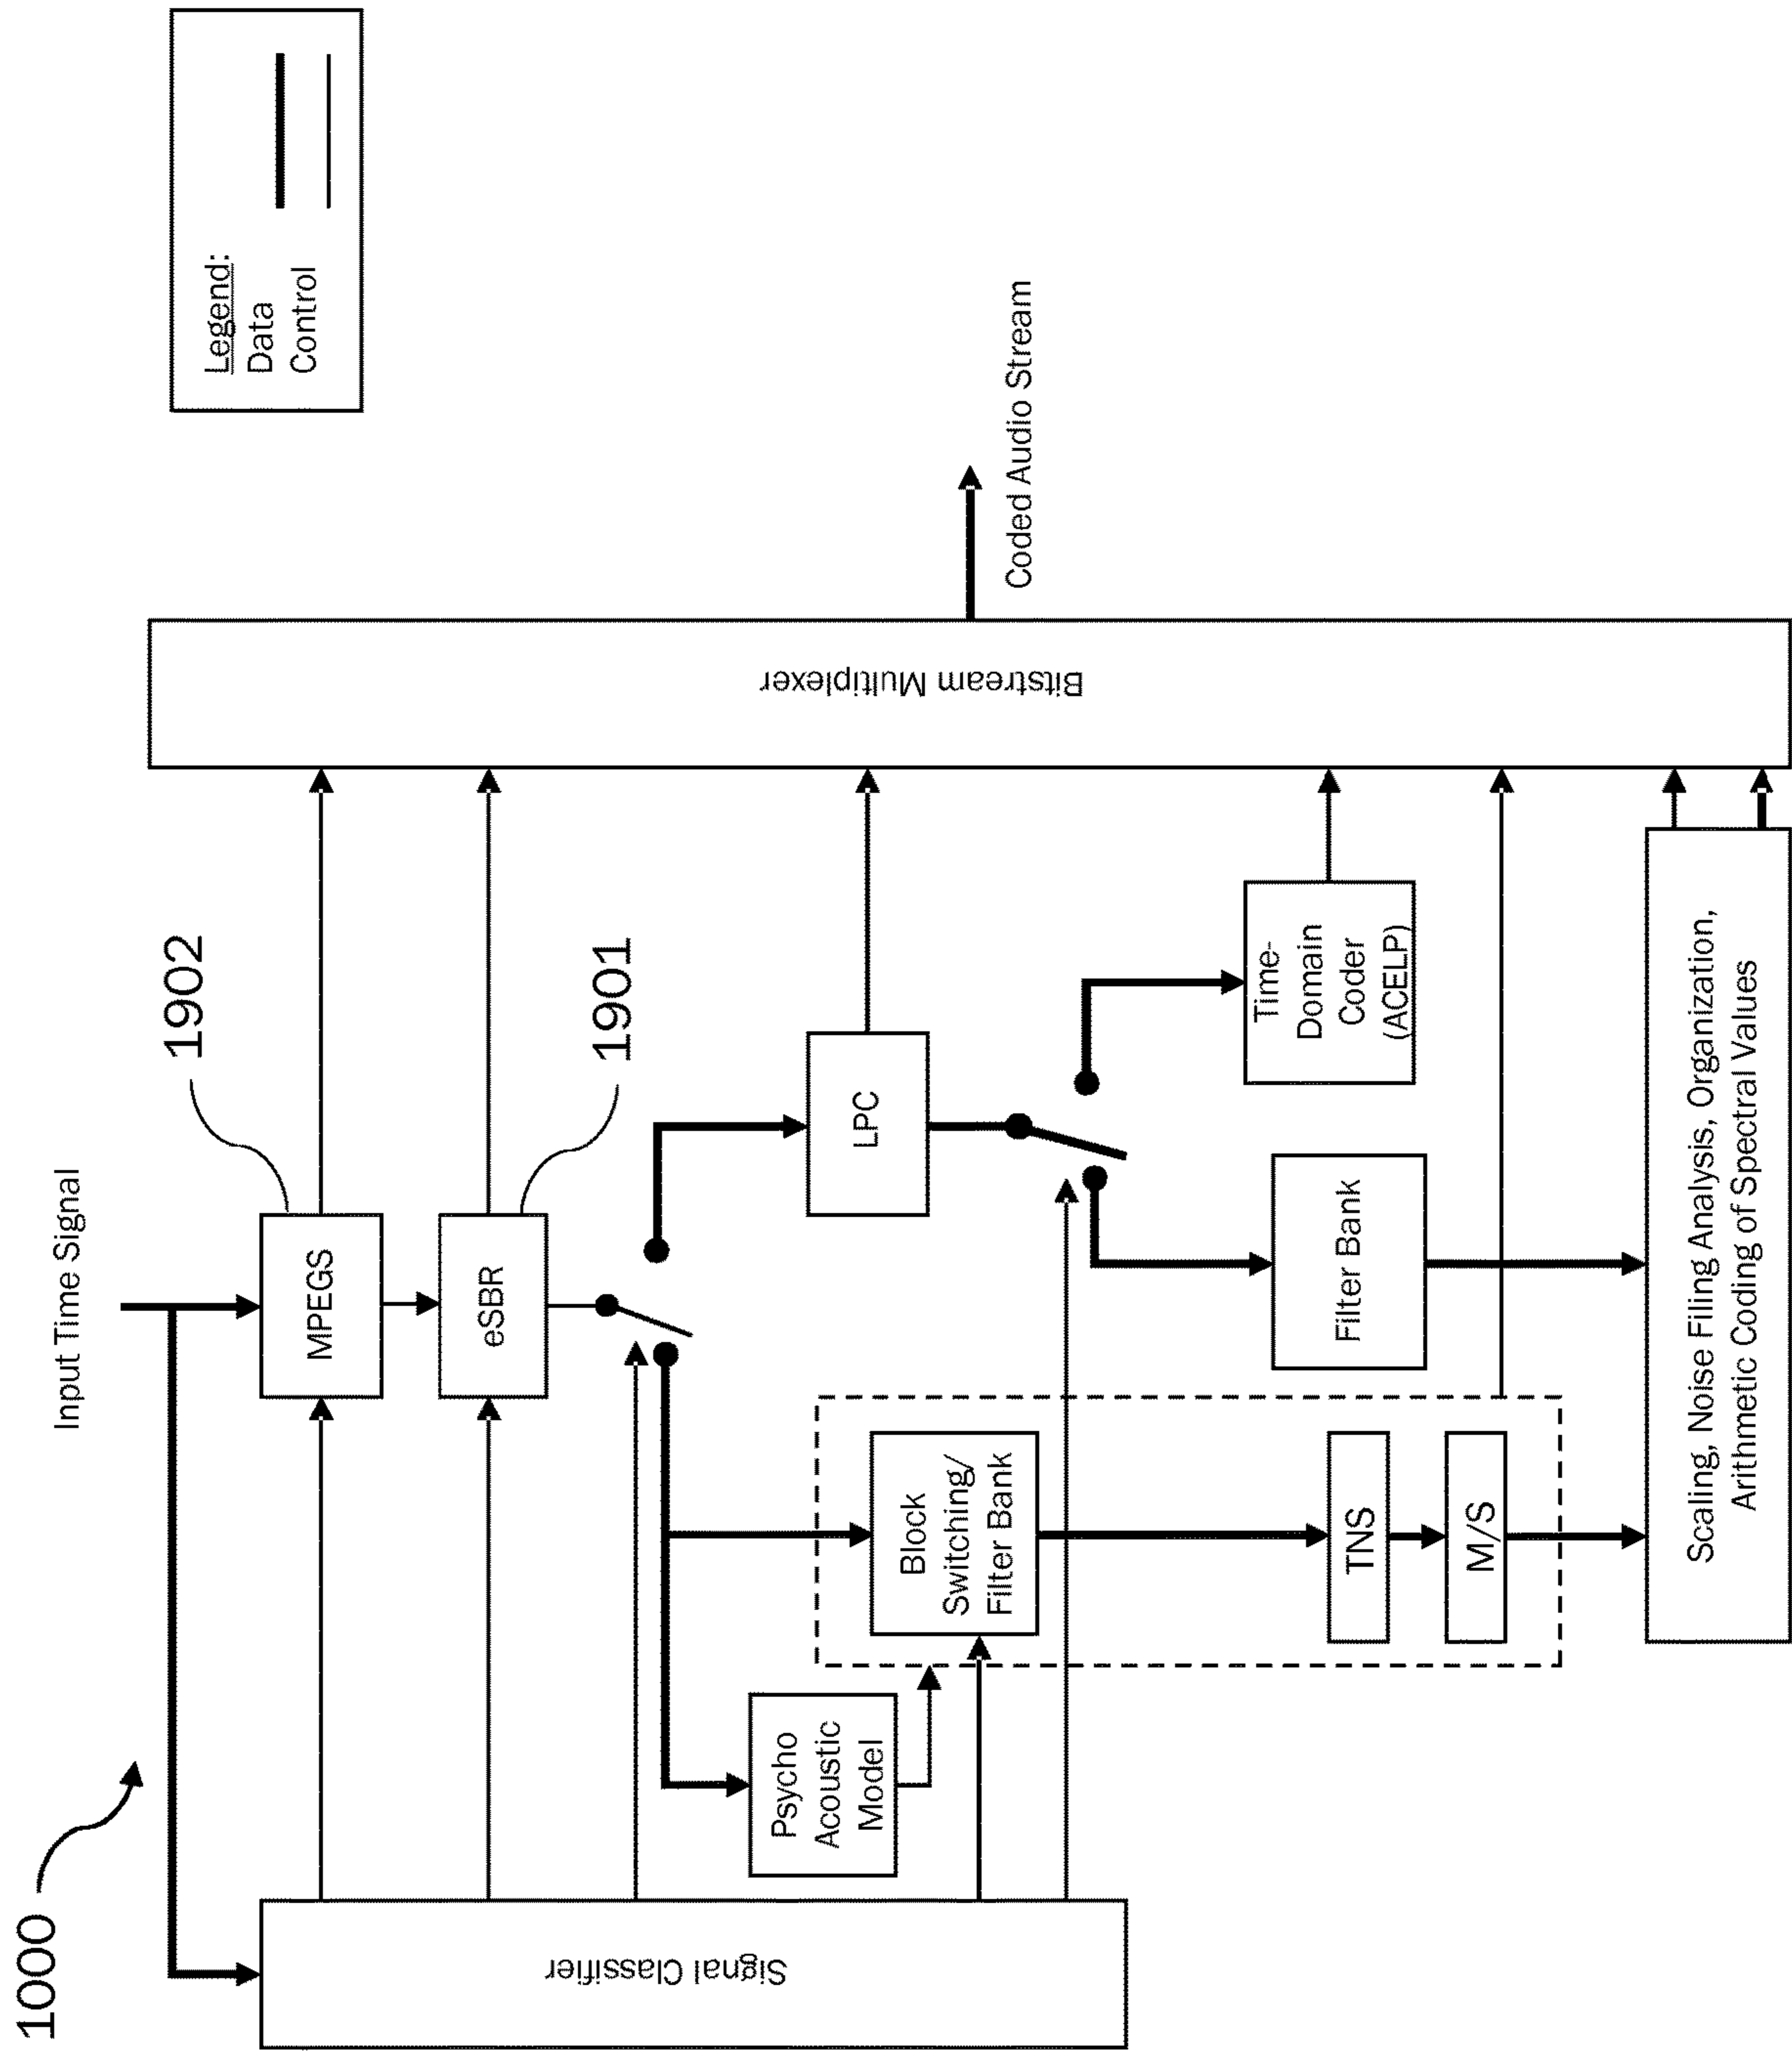 1000
Input Time Signal
1902
Legend:
Data
Control
MPEGS
eSBR
1901
Signal Classifier
Psycho
Acoustic
Model
Block
Switching/
Filter Bank
TNS
M/S
LPC
Filter Bank
Time-
Domain
Coder
(ACELP)
Scaling, Noise Filing Analysis, Organization,
Arithmetic Coding of Spectral Values
Bitstream Multiplexer
Coded Audio Stream